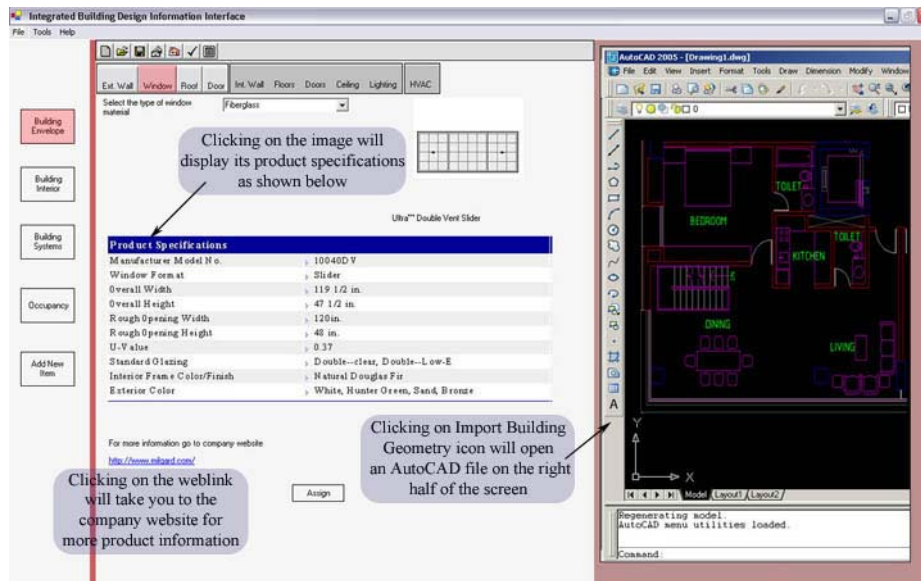 Integrated Building Design Information Interface
File Tools Help
Ext. Wall Window Roof Door Int. Wall Floors Doors Ceiling Lighting HVAC
Select the type of window material
Fiberglass
Building Envelope
Building Interior
Building Systems
Occupancy
Add New Item
Clicking on the image will
display its product specifications
as shown below
Ultra™ Double Vent Slider
Product Specifications
Manufacturer Model No. 10040DV
Window Format Slider
Overall Width 119 1/2 in.
Overall Height 47 1/2 in.
Rough Opening Width 120in.
Rough Opening Height 48 in.
U-Value 0.37
Standard Glazing Double--clear, Double--Low-E
Interior Frame Color/Finish Natural Douglas Fir
Exterior Color White, Hunter Green, Sand, Bronze
For more information go to company website
http://www.milgard.com/
Clicking on the weblink
will take you to the
company website for
more product information
Assign
Clicking on Import Building
Geometry icon will open
an AutoCAD file on the right
half of the screen
AutoCAD 2005 - [Drawing1.dwg]
File Edit View Insert Format Tools Draw Dimension Modify Window
0
TOILET
BEDROOM
TOILET
KITCHEN
DINING
LIVING
A
Y
X
Model Layout1 Layout2
Regenerating model.
AutoCAD menu utilities loaded.
Command: